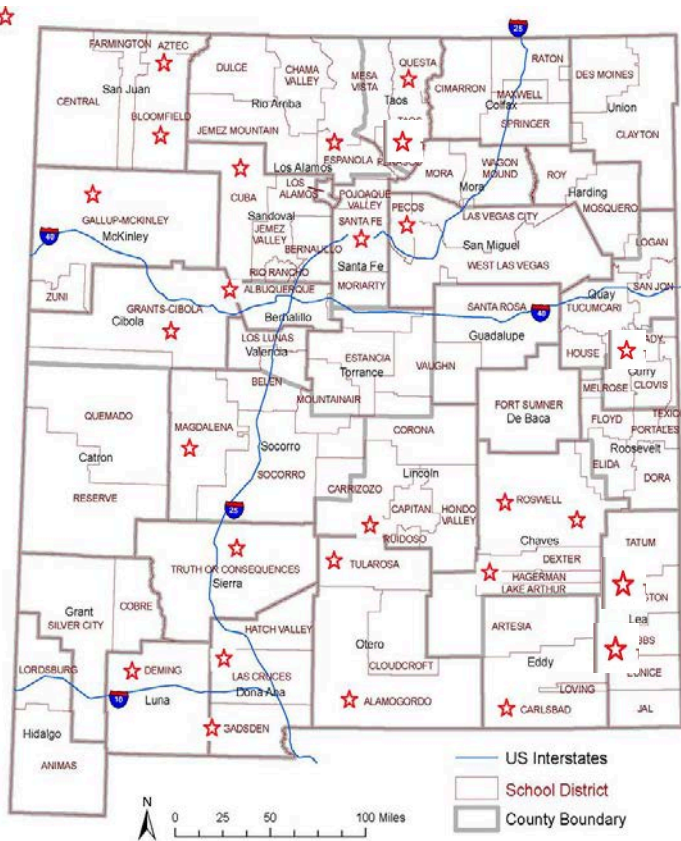 25
FARMINGTON
AZTEC
San Juan
CENTRAL
BLOOMFIELD
DULCE
CHAMA
VALLEY
MESA
VISTA
Rio Arriba
JEMEZ MOUNTAIN
QUESTA
Taos
ESPANOLA
CIMARRON
RATON
MAXWELL
Colfax
SPRINGER
DES MOINES
Union
CLAYTON
Los Alamos
LOS
ALAMOS
CUBA
Sandoval
JEMEZ
VALLEY
BERNALILLO
POJOAQUE
VALLEY
SANTA FE
Santa Fe
MORIARTY
PECOS
MORA
Mora
WAGON
MOUND
ROY
Harding
MOSQUERO
LAS VEGAS CITY
San Miguel
WEST LAS VEGAS
LOGAN
GALLUP-MCKINLEY
McKinley
40
ZUNI
RIO RANCHO
ALBUQUERQUE
Bernalillo
GRANTS-CIBOLA
Cibola
LOS LUNAS
Valencia
BELEN
ESTANCIA
Torrance
MOUNTAINAIR
VAUGHN
SANTA ROSA
Guadalupe
40
Quay
TUCUMCARI
SAN JON
HOUSE
Curry
MELROSE
CLOVIS
FORT SUMNER
De Baca
FLOYD
PORTALES
Roosevelt
ELIDA
DORA
QUEMADO
Catron
RESERVE
MAGDALENA
Socorro
SOCORRO
25
CORONA
Lincoln
CARRIZOZO
CAPITAN
HONDO
VALLEY
RUIDOSO
ROSWELL
Chaves
DEXTER
HAGERMAN
LAKE ARTHUR
TATUM
Lea
TRUTH OR CONSEQUENCES
Sierra
TULAROSA
Grant
SILVER CITY
COBRE
HATCH VALLEY
Otero
CLOUDCROFT
ARTESIA
Eddy
LOVING
CARLSBAD
JAL
LORDSBURG
DEMING
10
Luna
LAS CRUCES
Dona Ana
GADSDEN
ALAMOGORDO
Hidalgo
ANIMAS
US Interstates
School District
County Boundary
N
0 25 50 100 Miles